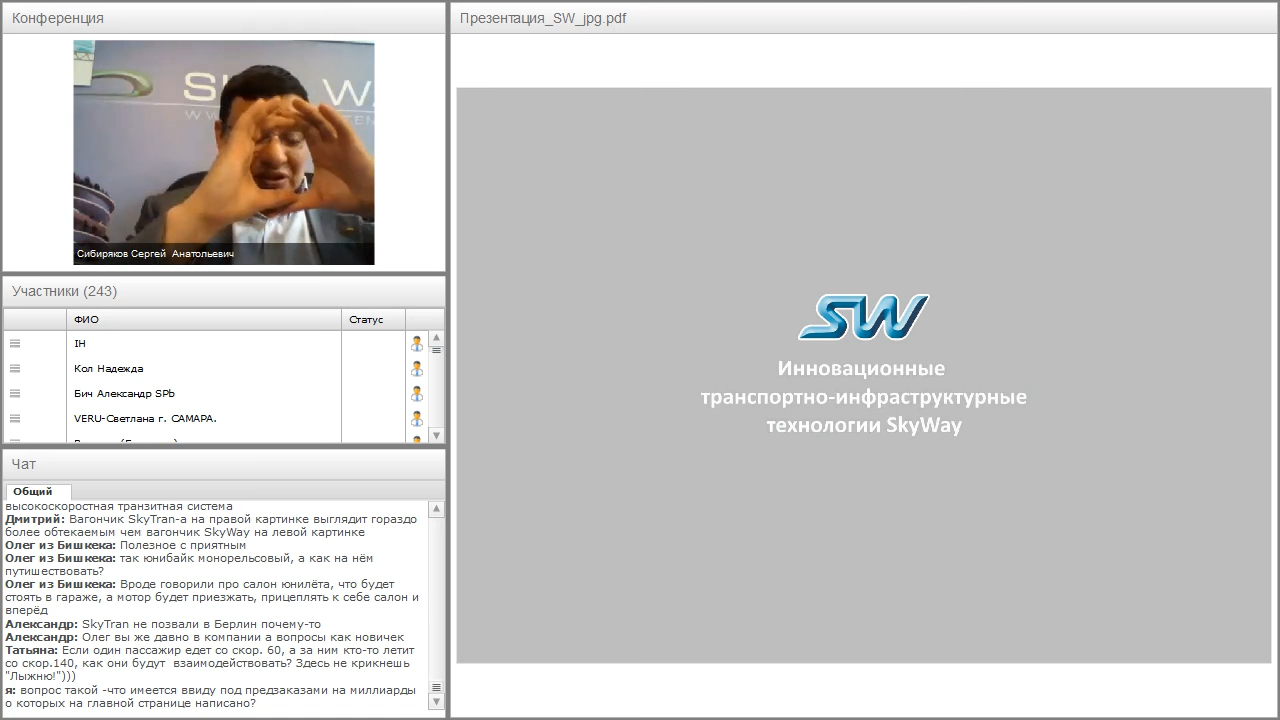 Конференция
SK WA
Сибиряков Сергей Анатольевич
Участники (243)
ФИО Статус
IH
Кол Надежда
Бич Александр SPb
VERU-Светлана г. САМАРА.
Чат
Общий
высокоскоростная транзитная система
Дмитрий: Вагончик SkyTran-а на правой картинке выглядит гораздо
более обтекаемым чем вагончик SkyWay на левой картинке
Олег из Бишкека: Полезное с приятным
Олег из Бишкека: так юнибайк монорельсовый, а как на нём
путишествовать?
Олег из Бишкека: Вроде говорили про салон юнилёта, что будет
стоять в гараже, а мотор будет приезжать, прицеплять к себе салон и
вперёд
Александр: SkyTran не позвали в Берлин почему-то
Александр: Олег вы же давно в компании а вопросы как новичек
Татьяна: Если один пассажир едет со скор. 60, а за ним кто-то летит
со скор.140, как они будут взаимодействовать? Здесь не крикнешь
"Лыжню!")))
я: вопрос такой -что имеется ввиду под предзаказами на миллиарды
о которых на главной странице написано?
Презентация_SW_jpg.pdf
SW
Инновационные
транспортно-инфраструктурные
технологии SkyWay